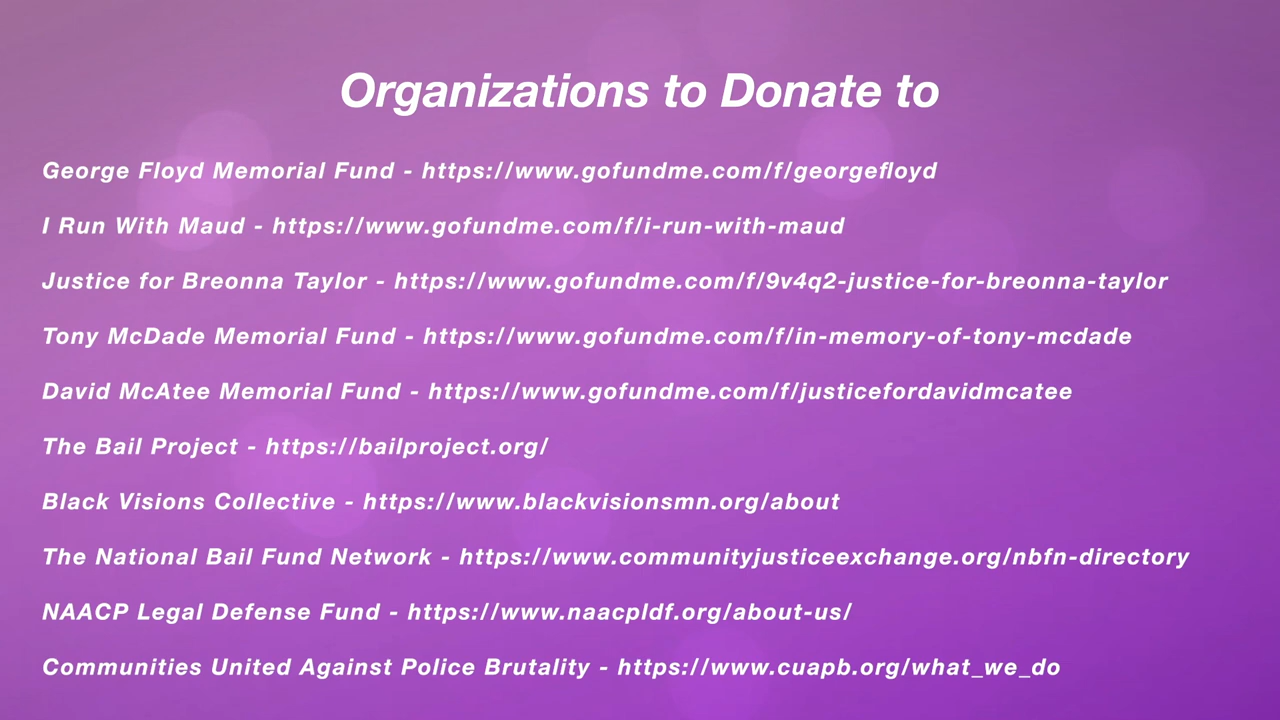 Organizations to Donate to
George Floyd Memorial Fund - https://www.gofundme.com/f/georgefloyd
I Run With Maud - https://www.gofundme.com/f/i-run-with-maud
Justice for Breonna Taylor - https://www.gofundme.com/f/9v4q2-justice-for-breonna-taylor
Tony McDade Memorial Fund - https://www.gofundme.com/f/in-memory-of-tony-mcdade
David McAtee Memorial Fund - https://www.gofundme.com/f/justicefordavidmcatee
The Bail Project - https://bailproject.org/
Black Visions Collective - https://www.blackvisionsmn.org/about
The National Bail Fund Network - https://www.communityjusticeexchange.org/nbfn-directory
NAACP Legal Defense Fund - https://www.naacpldf.org/about-us/
Communities United Against Police Brutality - https://www.cuapb.org/what_we_do